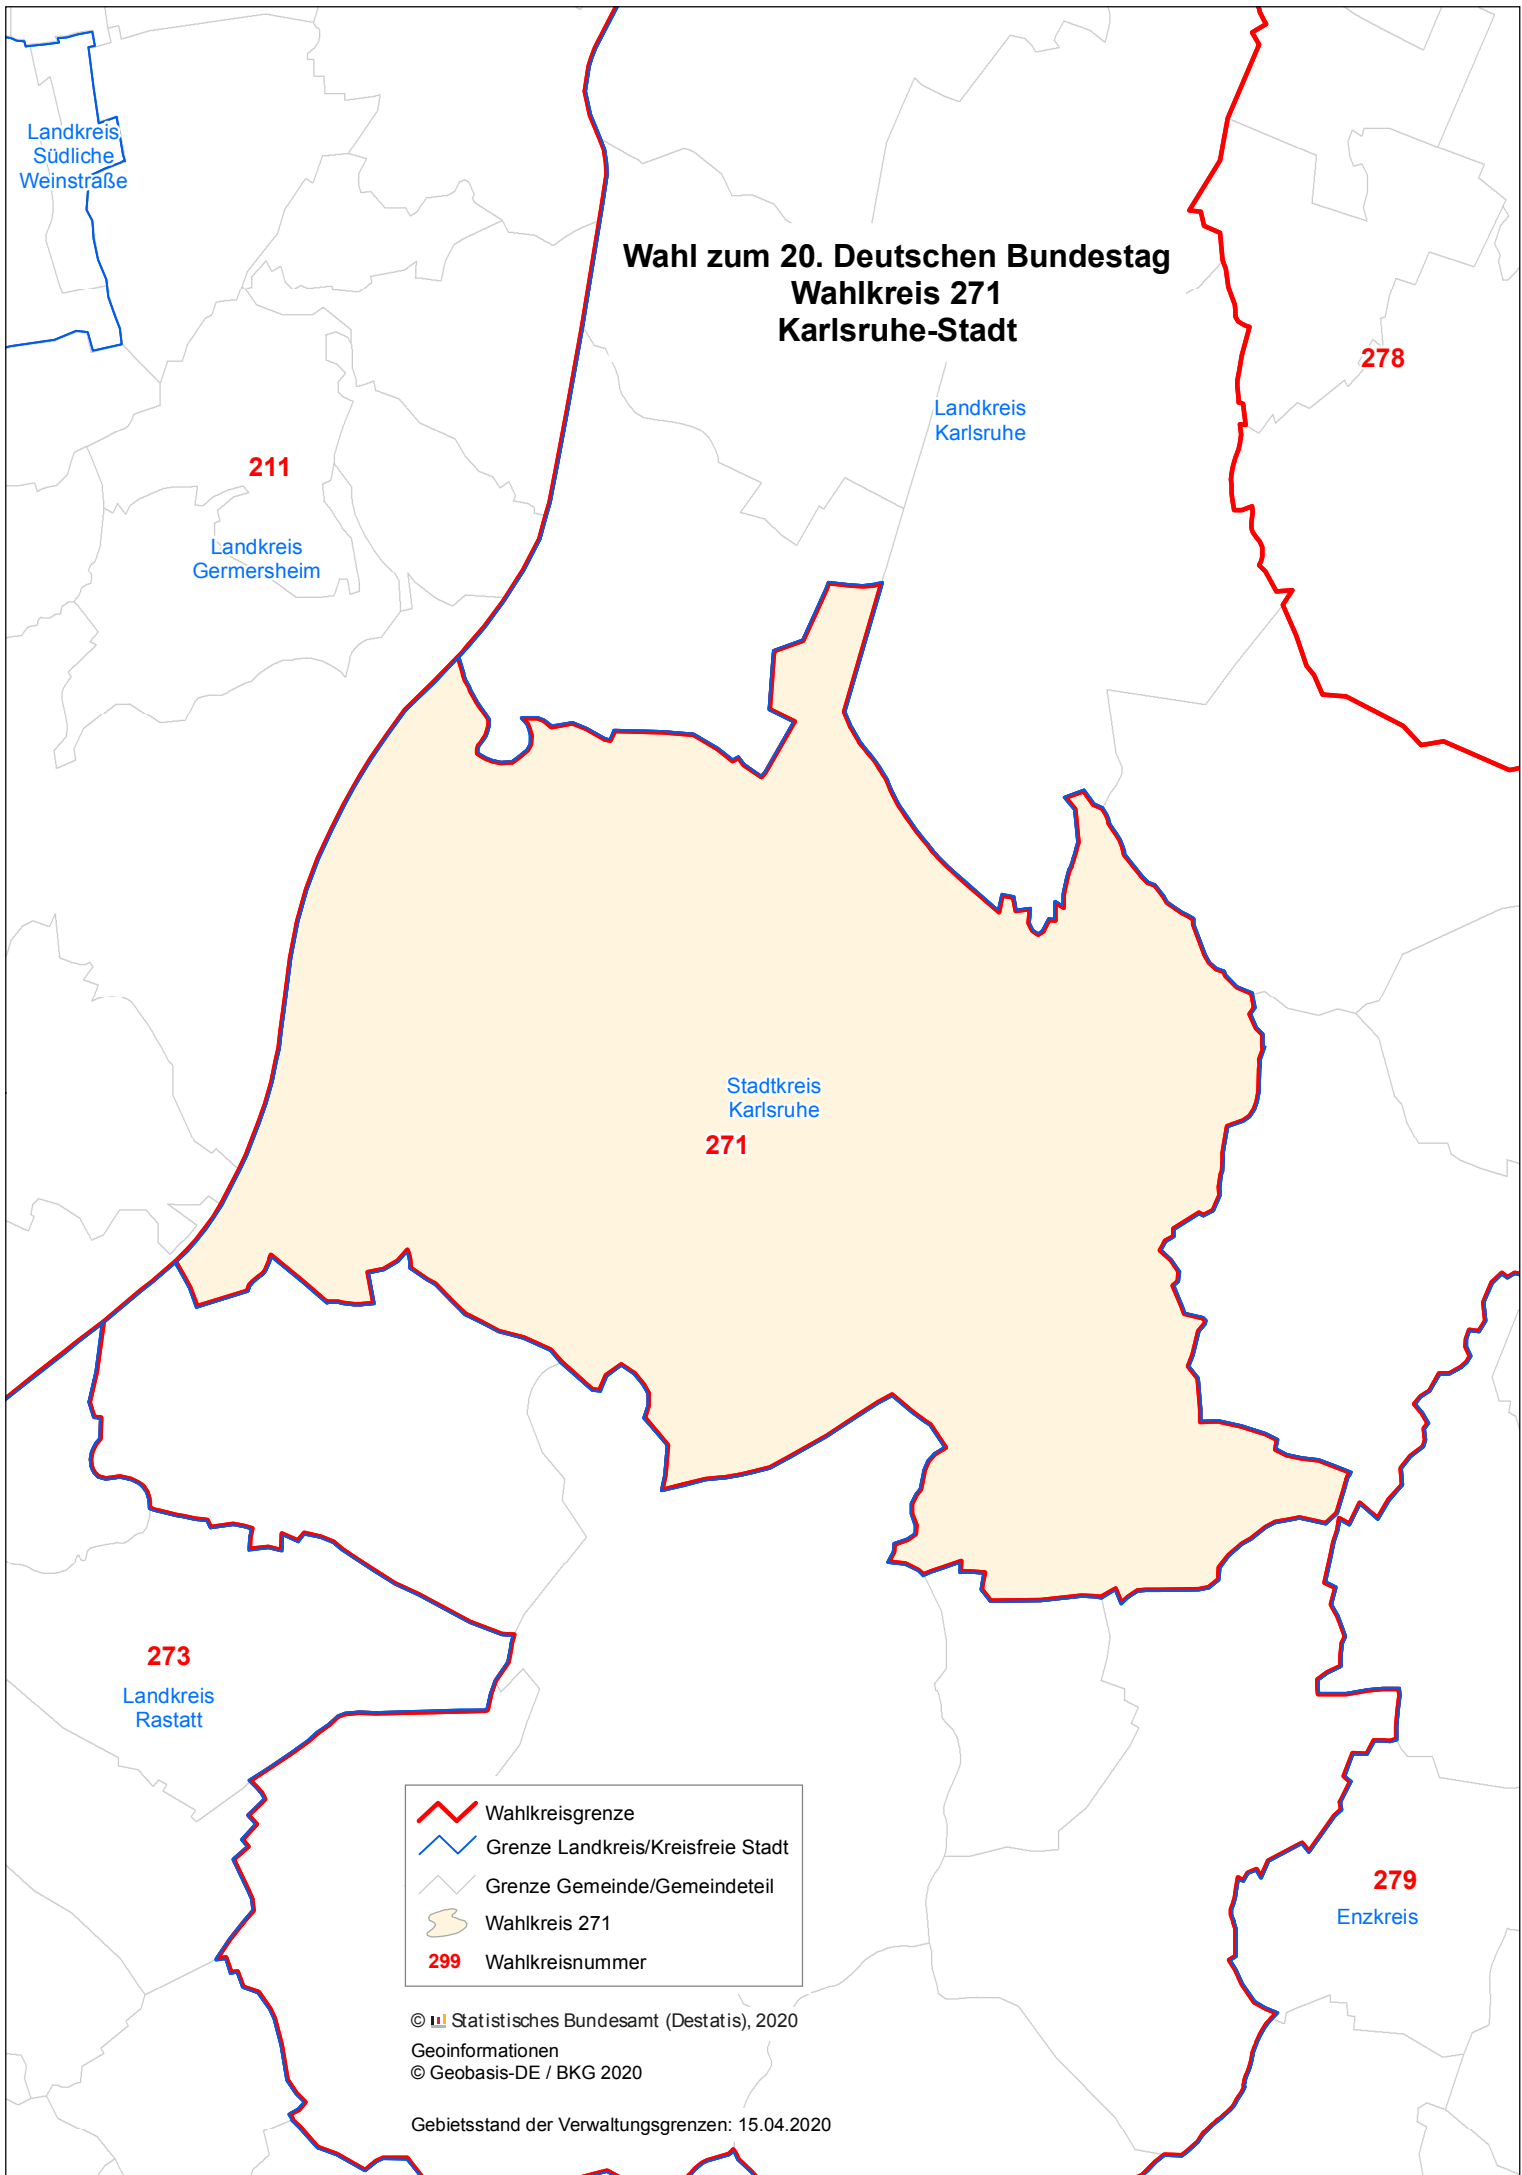 Landkreis
Südliche
Weinstraße
Wahl zum 20. Deutschen Bundestag
Wahlkreis 271
Karlsruhe-Stadt
278
Landkreis
Karlsruhe
211
Landkreis
Germersheim
Stadtkreis
Karlsruhe
271
273
Landkreis
Rastatt
Wahlkreisgrenze
Grenze Landkreis/Kreisfreie Stadt
Grenze Gemeinde/Gemeindeteil
Wahlkreis 271
299 Wahlkreisnummer
279
Enzkreis
© Statistisches Bundesamt (Destatis), 2020
Geoinformationen
© Geobasis-DE / BKG 2020
Gebietsstand der Verwaltungsgrenzen: 15.04.2020